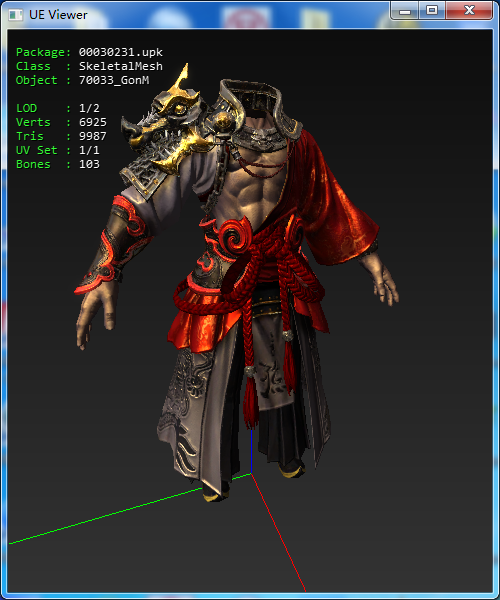 UE Viewer
Package: 00030231.upk
Class : SkeletalMesh
Object : 70033_GonM
LOD : 1/2
Verts : 6925
Tris : 9987
UV Set : 1/1
Bones : 103